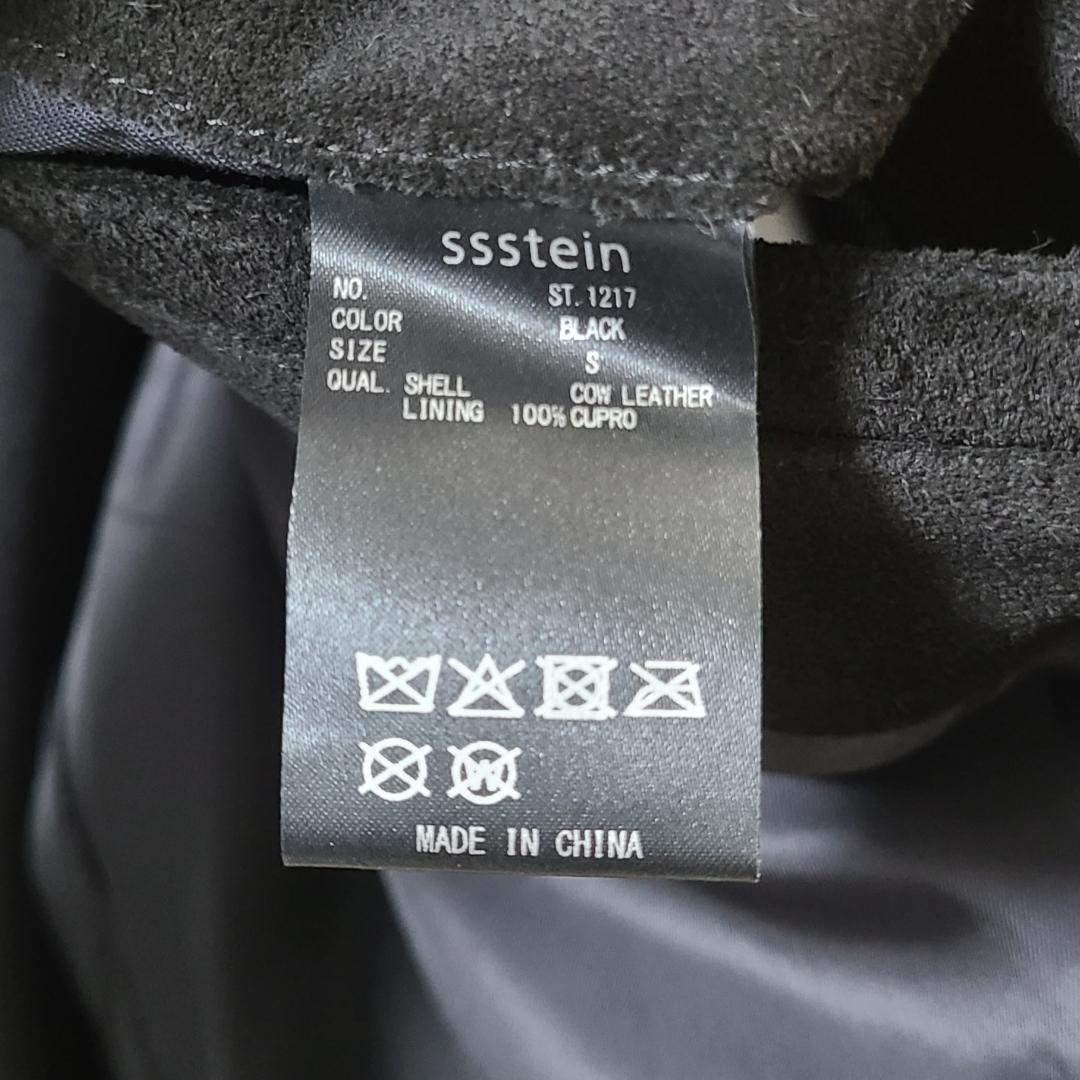 ssstein
NO. ST.1217
COLOR BLACK
SIZE S
QUAL. SHELL COW LEATHER
LINING 100% CUPRO
W
MADE IN CHINA